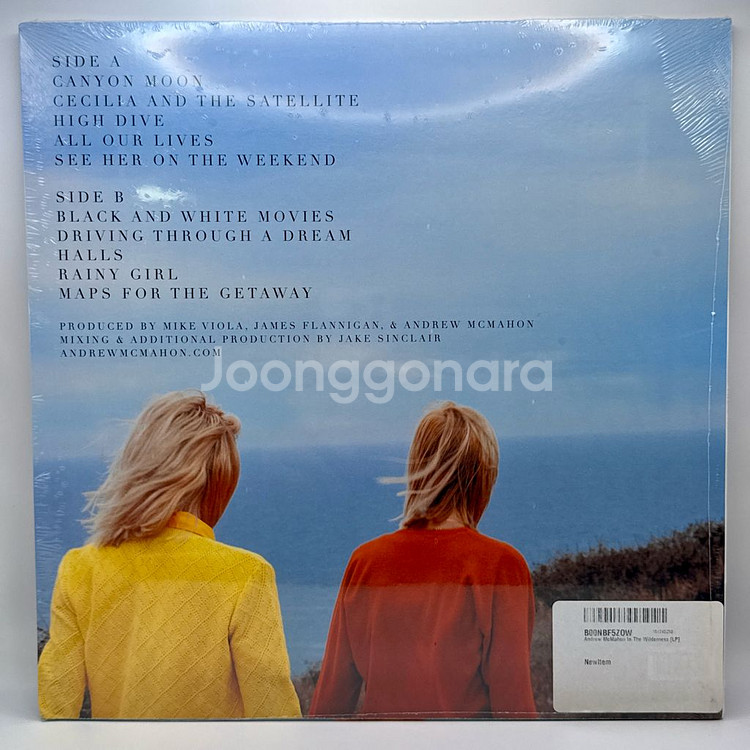 SIDE A
CANYON MOON
CECILIA AND THE SATELLITE
HIGH DIVE
ALL OUR LIVES
SEE HER ON THE WEEKEND
SIDE B
BLACK AND WHITE MOVIES
DRIVING THROUGH A DREAM
HALLS
RAINY GIRL
MAPS FOR THE GETAWAY
PRODUCED BY MIKE VIOLA, JAMES FLANNIGAN, & ANDREW MCMAHON
MIXING & ADDITIONAL PRODUCTION BY JAKE SINCLAIR
ANDREWMCMAHON.COM
Joonggonara
B00NBF5ZOW
Andrew McMahon In The Wilderness [LP]
NewItem